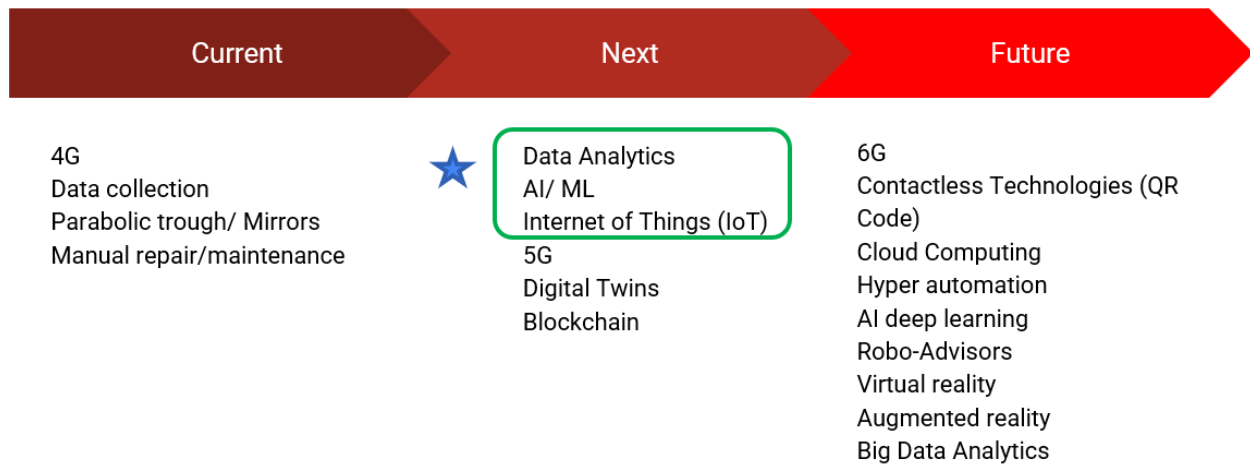 Current
Next
Future
4G
Data collection
Parabolic trough/ Mirrors
Manual repair/maintenance
Data Analytics
AI/ ML
Internet of Things (IoT)
5G
Digital Twins
Blockchain
6G
Contactless Technologies (QR
Code)
Cloud Computing
Hyper automation
AI deep learning
Robo-Advisors
Virtual reality
Augmented reality
Big Data Analytics